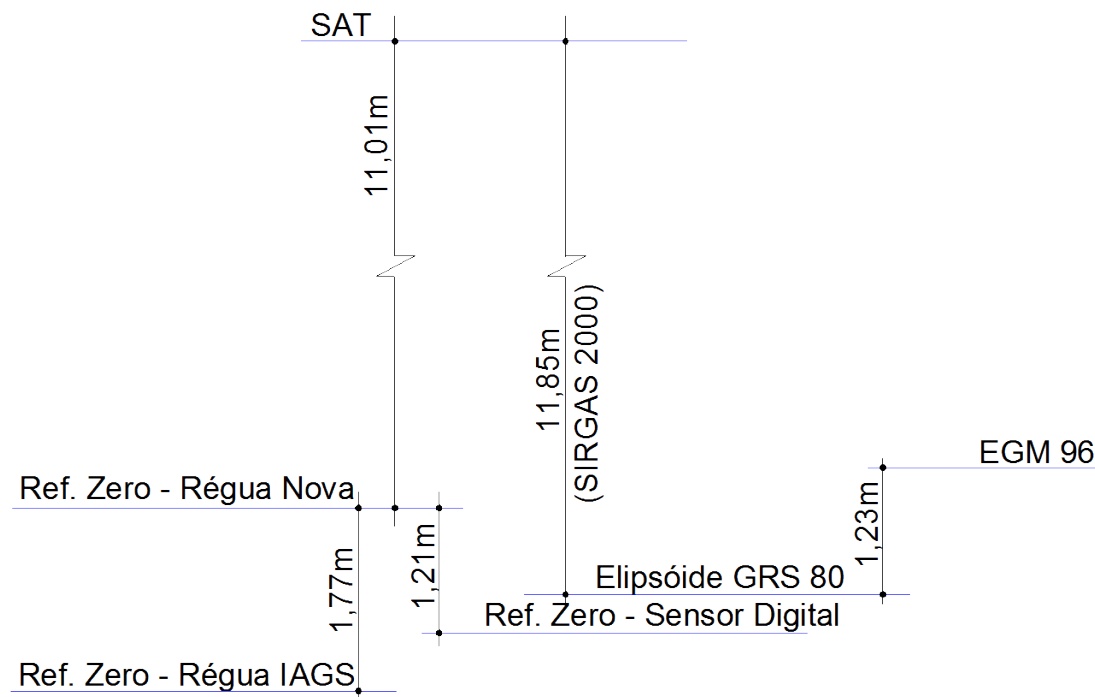 SAT
11,01m
11,85m
(SIRGAS 2000)
EGM 96
Ref. Zero - Régua Nova
1,23m
1,77m
1,21m
Elipsóide GRS 80
Ref. Zero - Sensor Digital
Ref. Zero - Régua IAGS